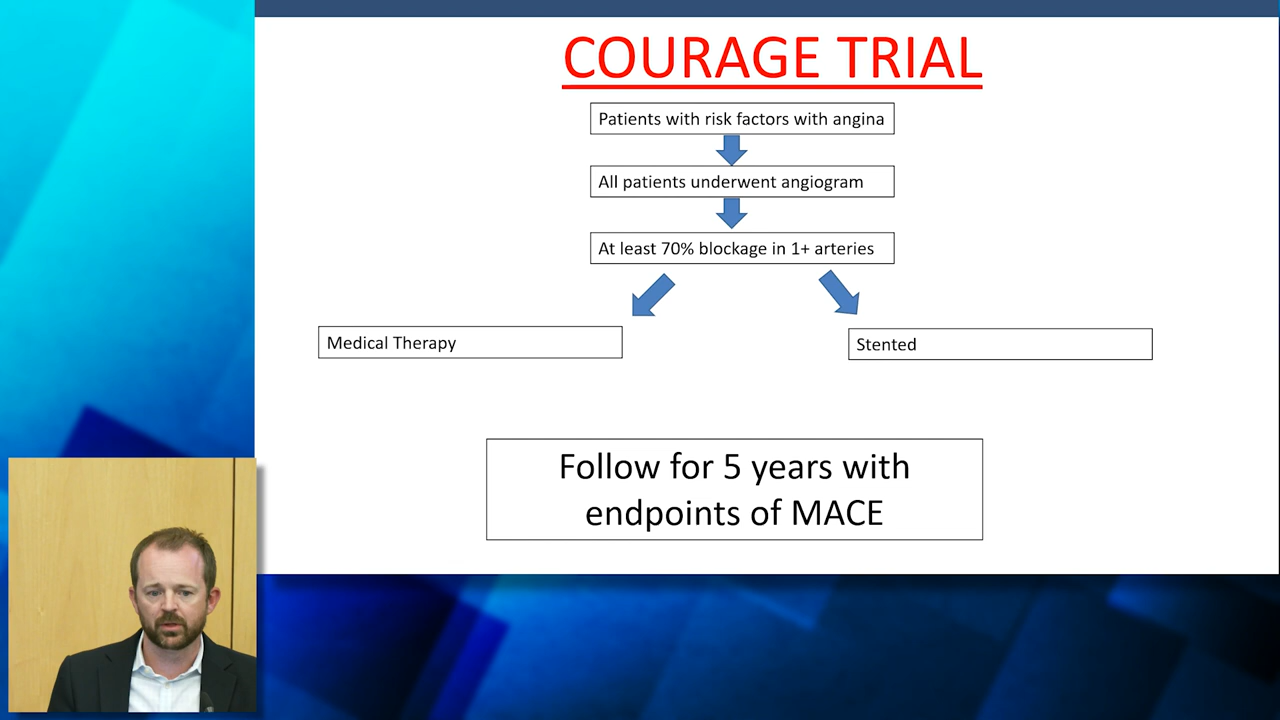 COURAGE TRIAL
Patients with risk factors with angina
All patients underwent angiogram
At least 70% blockage in 1+ arteries
Medical Therapy
Stented
Follow for 5 years with
endpoints of MACE